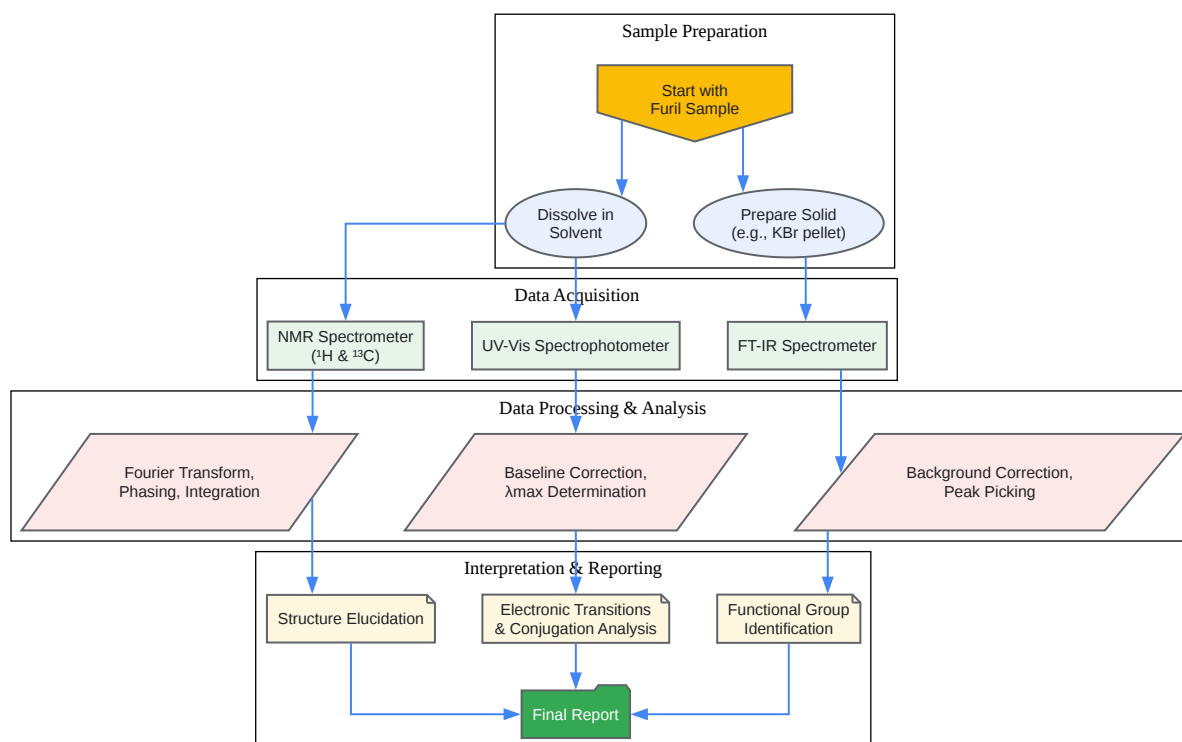 Sample Preparation
Start with
Furil Sample
Dissolve in
Solvent
Prepare Solid
(e.g., KBr pellet)
Data Acquisition
NMR Spectrometer
(¹H & ¹³C)
UV-Vis Spectrophotometer
FT-IR Spectrometer
Data Processing & Analysis
Fourier Transform,
Phasing, Integration
Baseline Correction,
λmax Determination
Background Correction,
Peak Picking
Interpretation & Reporting
Structure Elucidation
Electronic Transitions
& Conjugation Analysis
Functional Group
Identification
Final Report